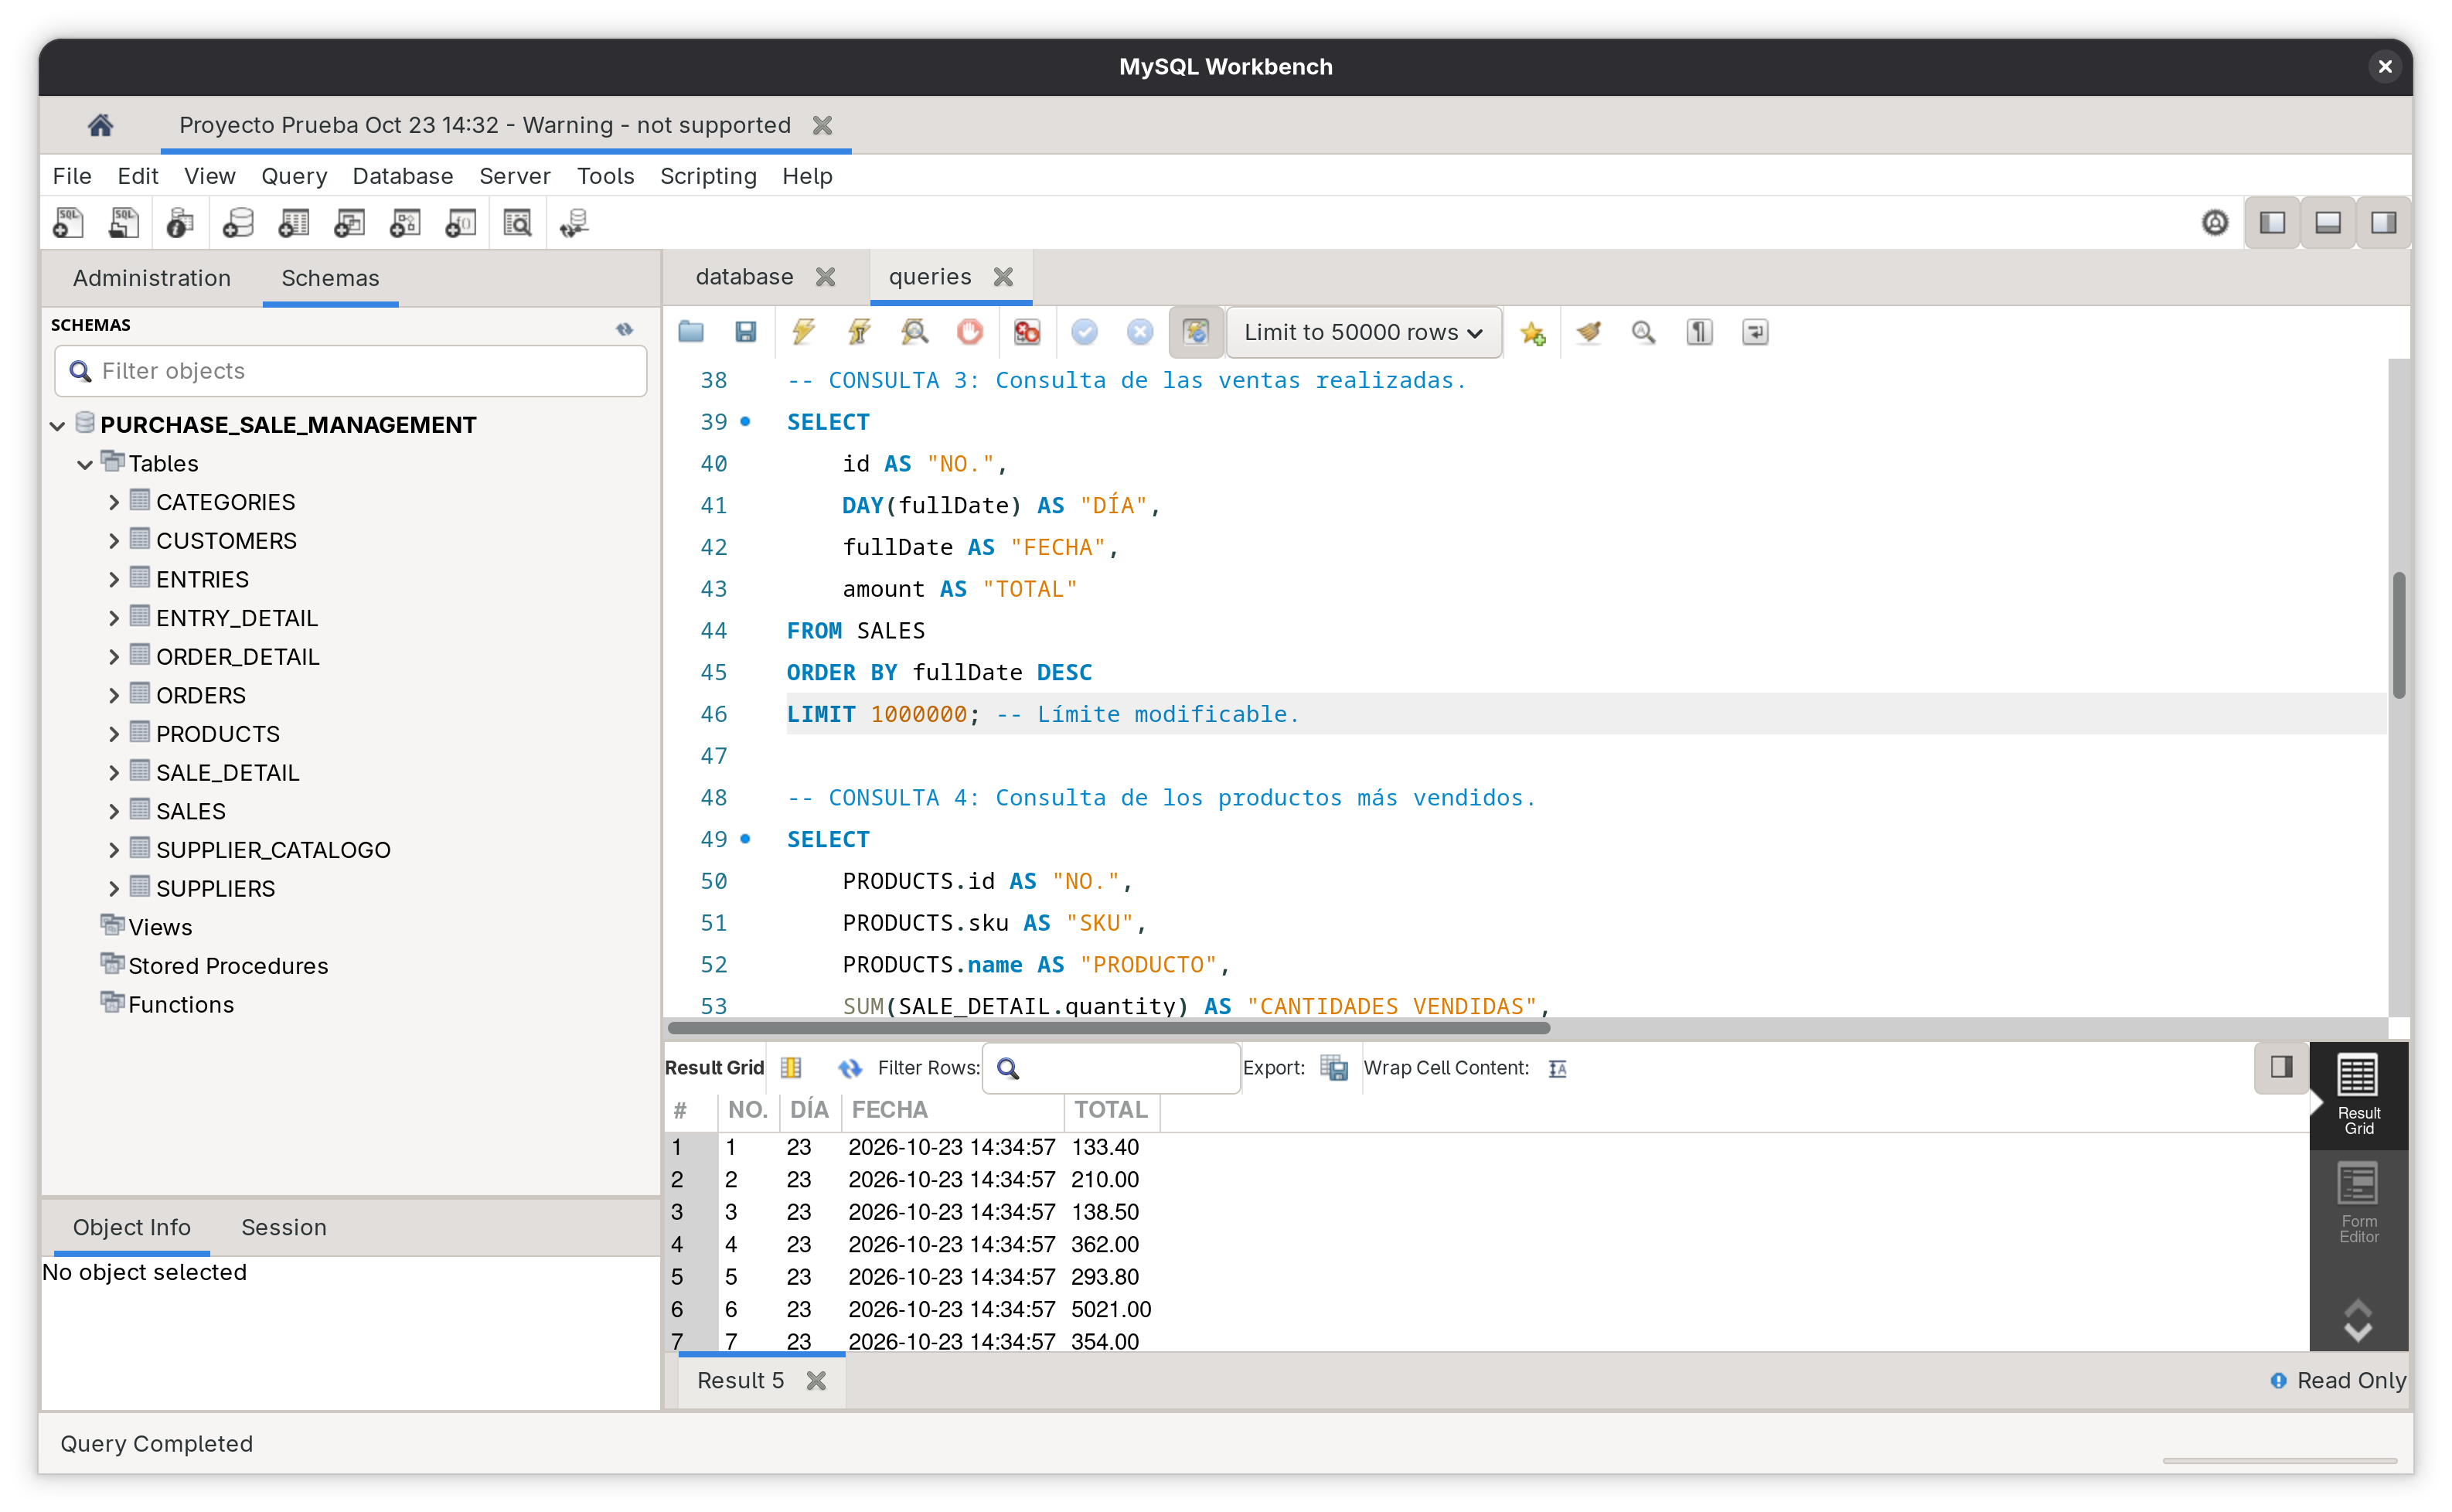 MySQL Workbench
Proyecto Prueba Oct 23 14:32 - Warning - not supported
File Edit View Query Database Server Tools Scripting Help
Administration Schemas
SCHEMAS
Filter objects
PURCHASE_SALE_MANAGEMENT
Tables
CATEGORIES
CUSTOMERS
ENTRIES
ENTRY_DETAIL
ORDER_DETAIL
ORDERS
PRODUCTS
SALE_DETAIL
SALES
SUPPLIER_CATALOGO
SUPPLIERS
Views
Stored Procedures
Functions
Object Info Session
No object selected
database queries
Limit to 50000 rows
38 -- CONSULTA 3: Consulta de las ventas realizadas.
39 SELECT
40 id AS "NO.",
41 DAY(fullDate) AS "DÍA",
42 fullDate AS "FECHA",
43 amount AS "TOTAL"
44 FROM SALES
45 ORDER BY fullDate DESC
46 LIMIT 1000000; -- Límite modificable.
47
48 -- CONSULTA 4: Consulta de los productos más vendidos.
49 SELECT
50 PRODUCTS.id AS "NO.",
51 PRODUCTS.sku AS "SKU",
52 PRODUCTS.name AS "PRODUCTO",
53 SUM(SALE_DETAIL.quantity) AS "CANTIDADES VENDIDAS",
Result Grid Filter Rows: Export: Wrap Cell Content:
# NO. DÍA FECHA TOTAL
1 1 23 2026-10-23 14:34:57 133.40
2 2 23 2026-10-23 14:34:57 210.00
3 3 23 2026-10-23 14:34:57 138.50
4 4 23 2026-10-23 14:34:57 362.00
5 5 23 2026-10-23 14:34:57 293.80
6 6 23 2026-10-23 14:34:57 5021.00
7 7 23 2026-10-23 14:34:57 354.00
Result
Grid
Form
Editor
Result 5
Read Only
Query Completed